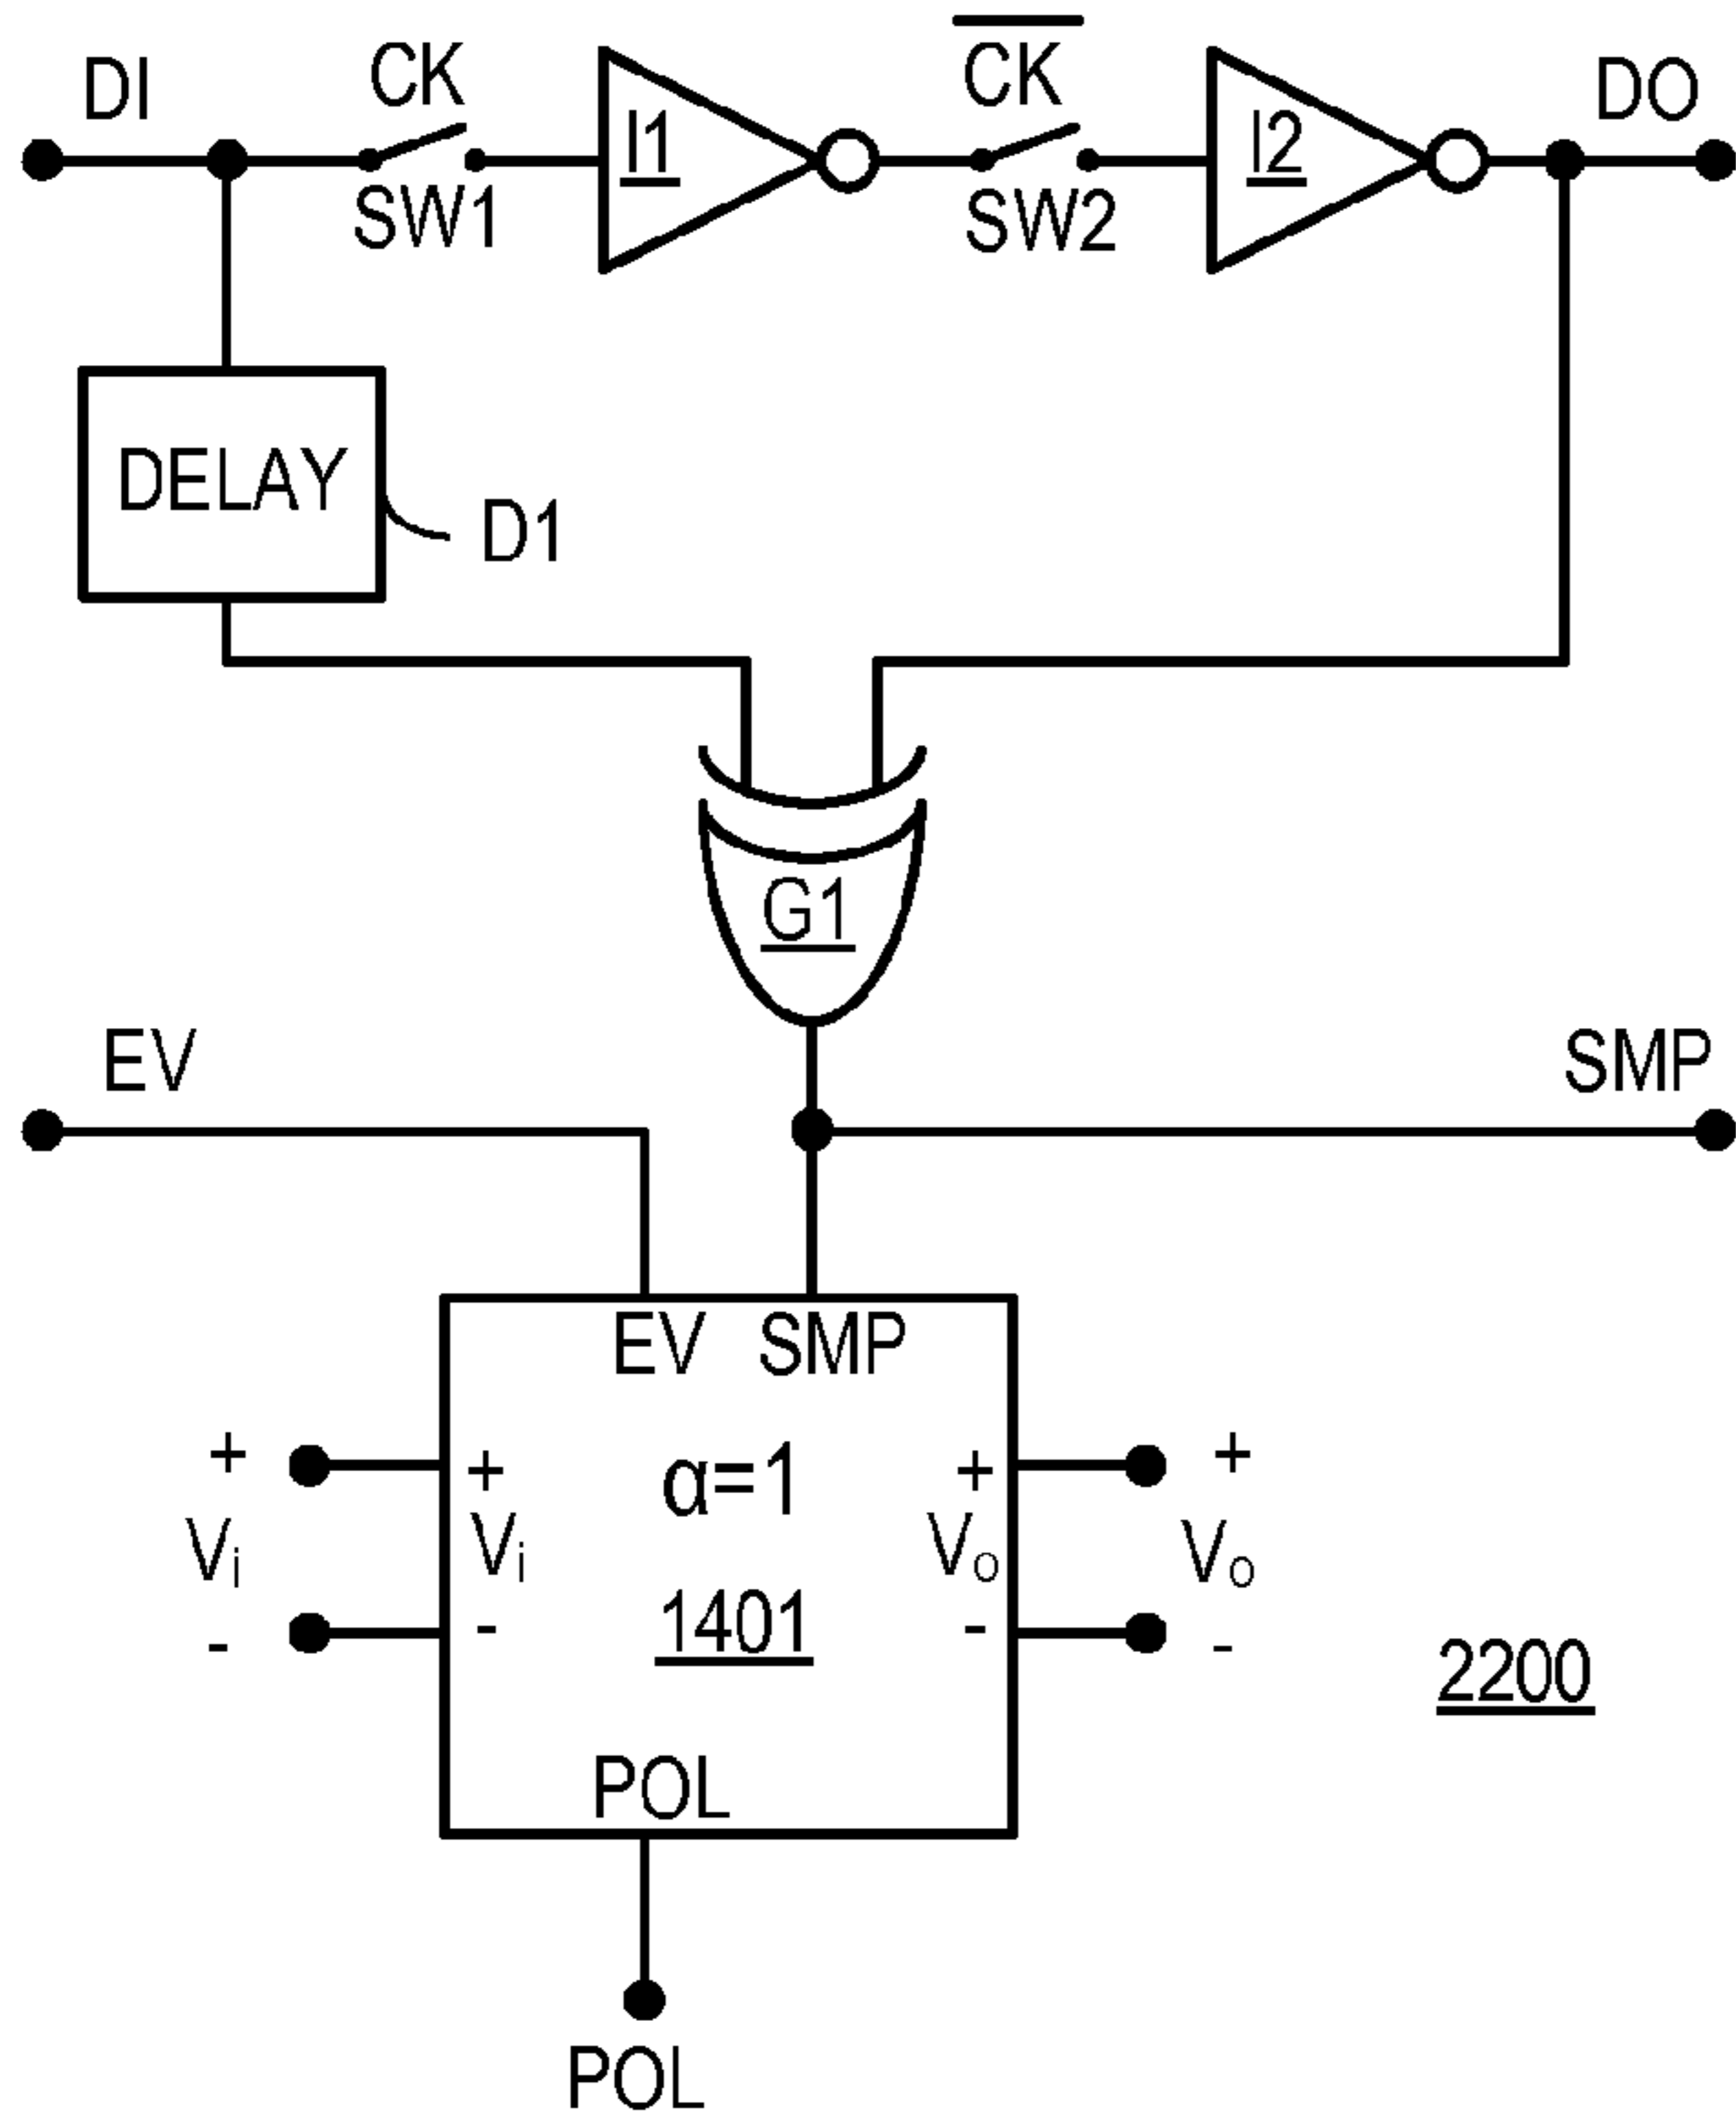 DI CK C̅K̅ DO
I1 I2
SW1 SW2
DELAY
D1
G1
EV SMP
EV SMP
+ + α=1 + +
Vi Vi Vo Vo
- - 1401 - -
2200
POL
POL